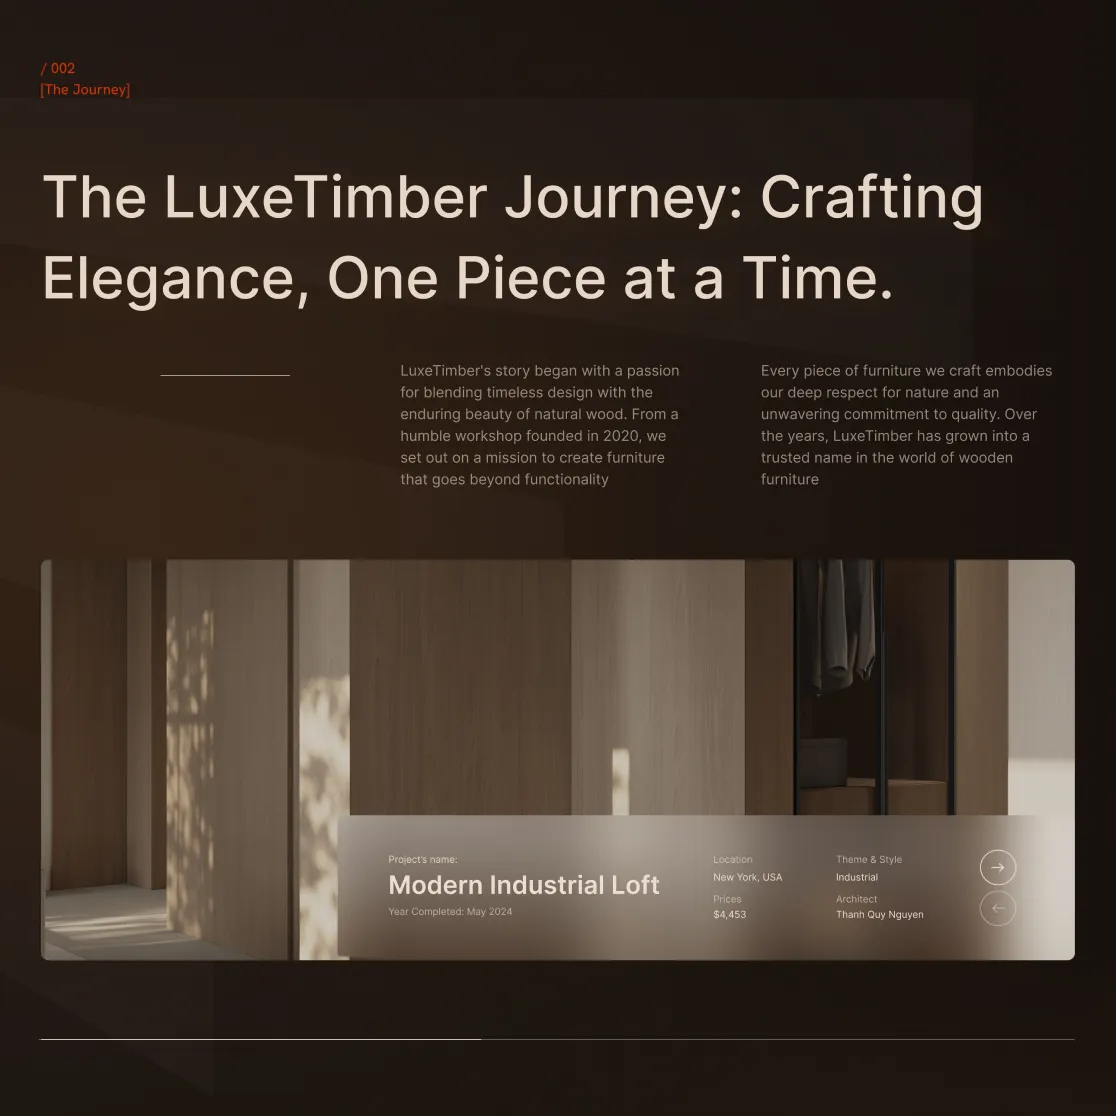 / 002
[The Journey]
The LuxeTimber Journey: Crafting
Elegance, One Piece at a Time.
LuxeTimber's story began with a passion
for blending timeless design with the
enduring beauty of natural wood. From a
humble workshop founded in 2020, we
set out on a mission to create furniture
that goes beyond functionality
Every piece of furniture we craft embodies
our deep respect for nature and an
unwavering commitment to quality. Over
the years, LuxeTimber has grown into a
trusted name in the world of wooden
furniture
Project's name:
Modern Industrial Loft
Year Completed: May 2024
Location
New York, USA
Prices
$4,453
Theme & Style
Industrial
Architect
Thanh Quy Nguyen